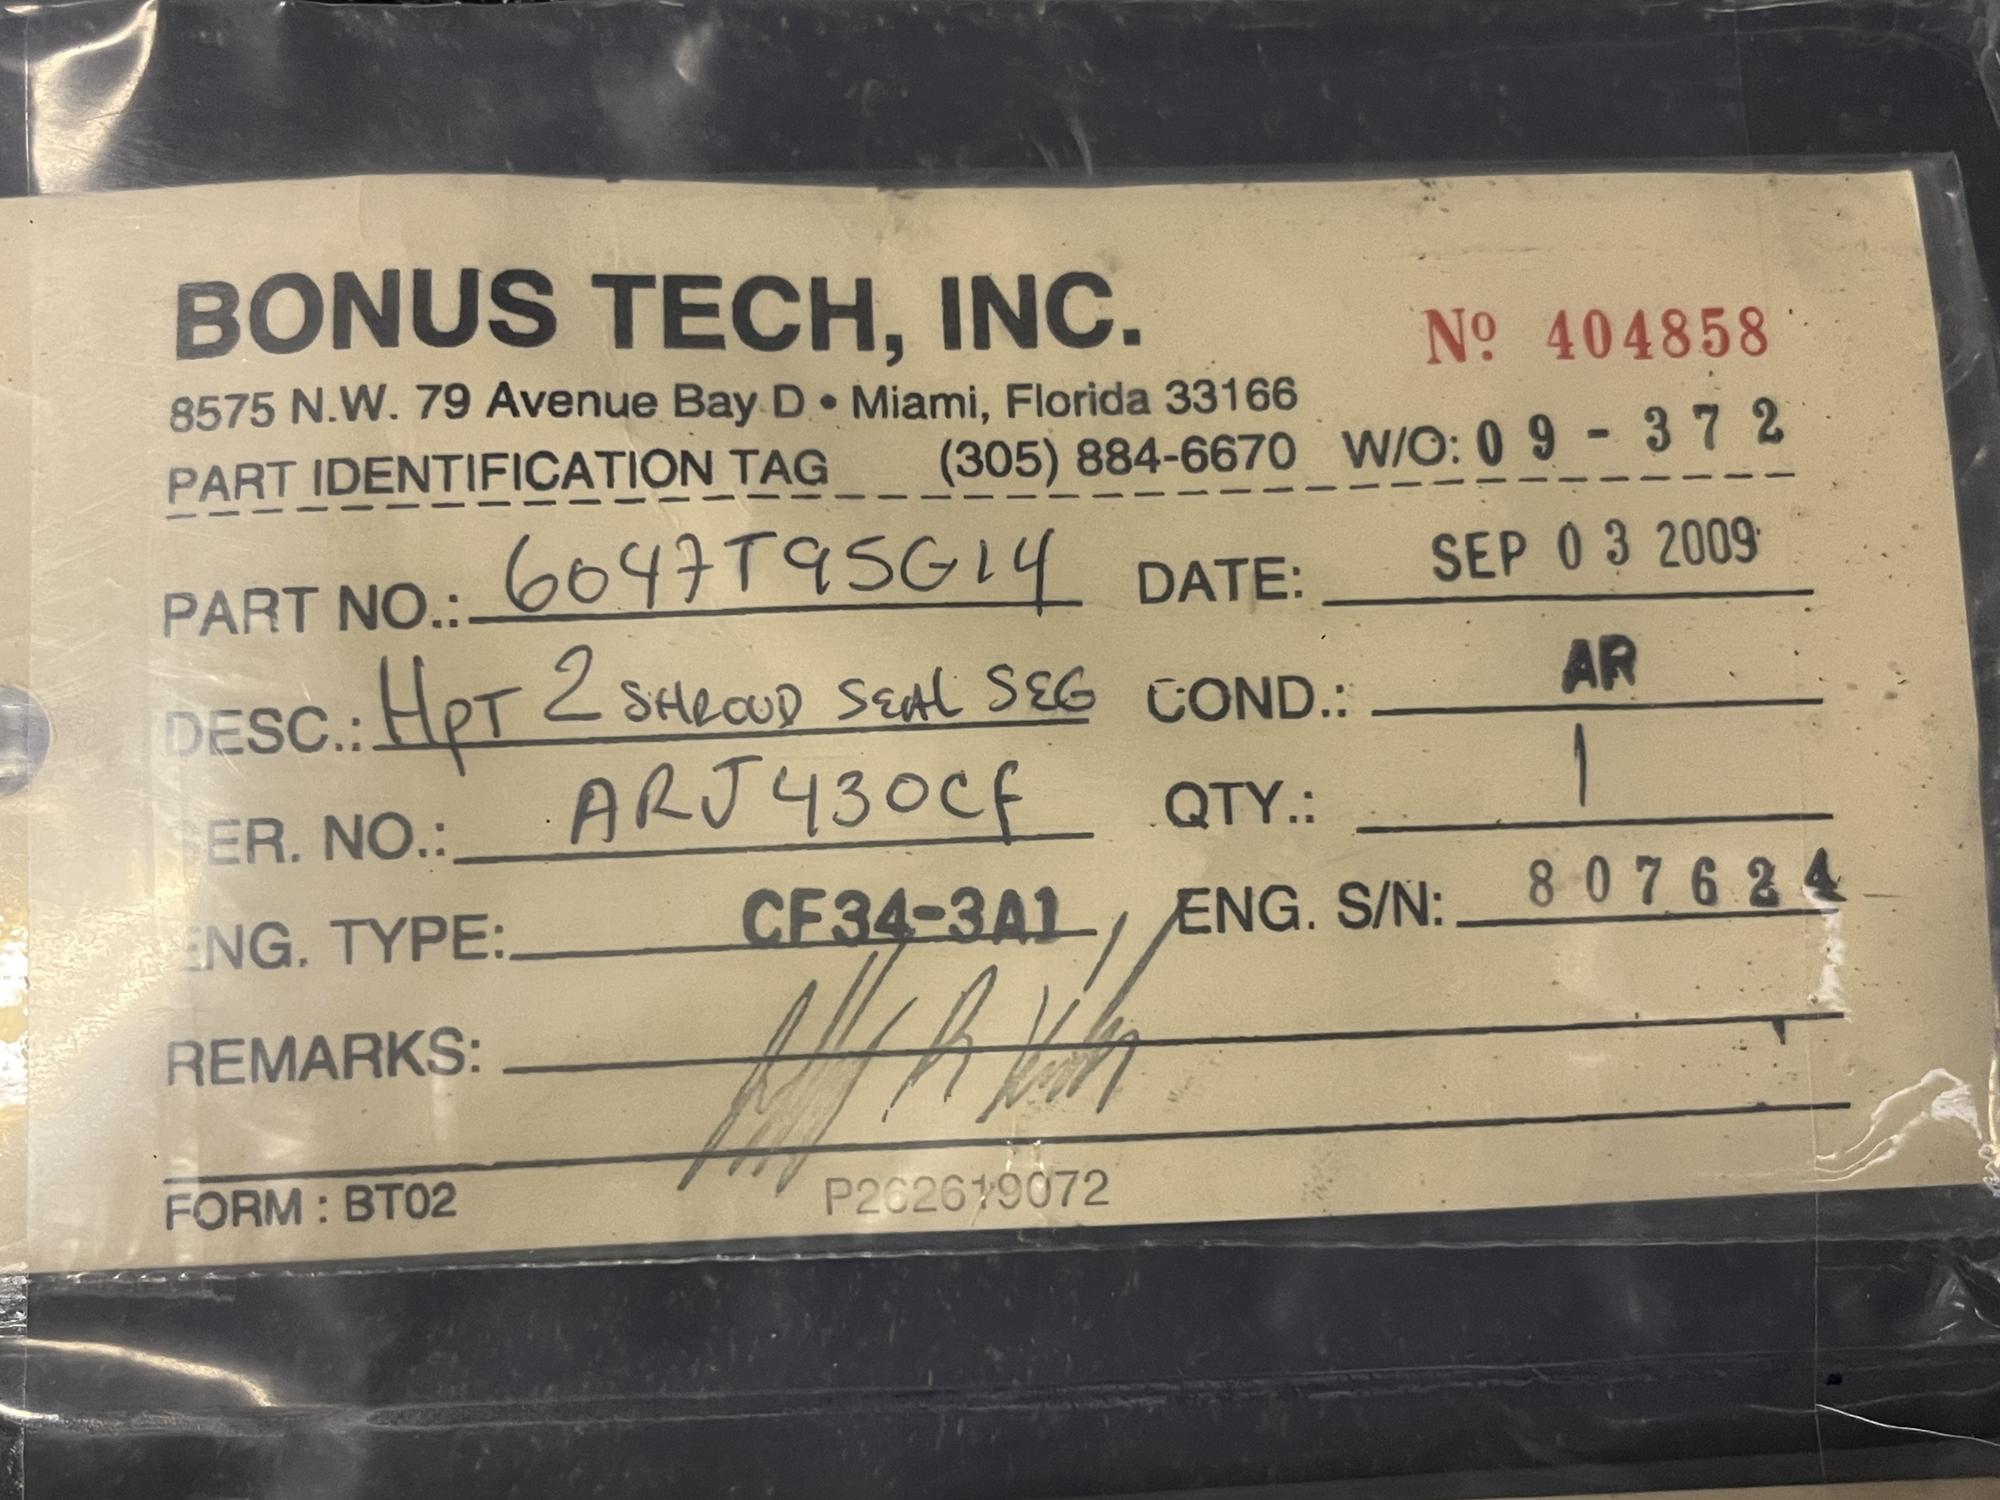 BONUS TECH, INC.
Nº 404858
8575 N.W. 79 Avenue Bay D • Miami, Florida 33166
PART IDENTIFICATION TAG (305) 884-6670 W/O: 09-372
PART NO.: 6047T95G14 DATE: SEP 03 2009
DESC.: HPT 2 SHROUD SEAL SEG COND.: AR
ER. NO.: ARJ430CF QTY.: 1
ENG. TYPE: CF34-3A1 ENG. S/N: 807624
REMARKS:
FORM : BT02 P262619072